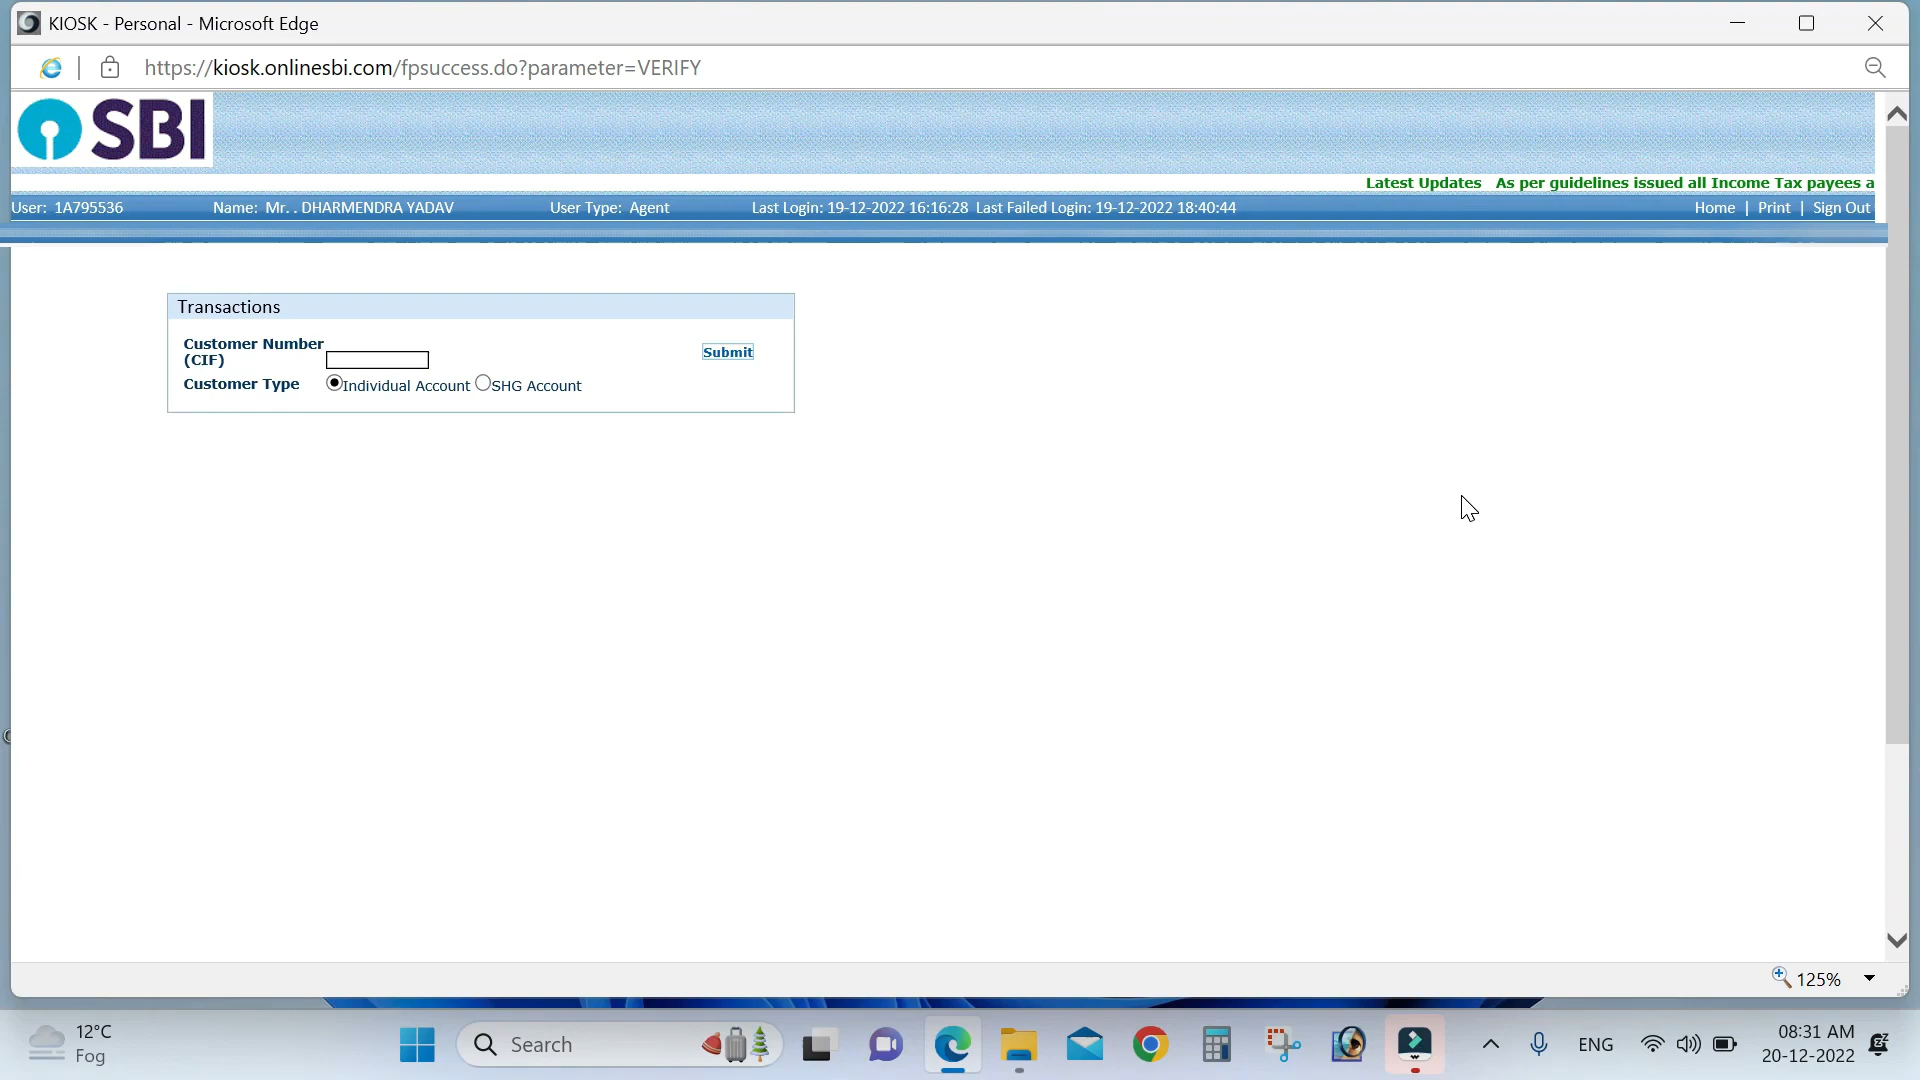 KIOSK - Personal - Microsoft Edge
https://kiosk.onlinesbi.com/fpsuccess.do?parameter=VERIFY
SBI
Latest Updates As per guidelines issued all Income Tax payees a
User: 1A795536 Name: Mr. . DHARMENDRA YADAV User Type: Agent Last Login: 19-12-2022 16:16:28 Last Failed Login: 19-12-2022 18:40:44 Home | Print | Sign Out
Transactions
Customer Number
(CIF)
Submit
Customer Type Individual Account SHG Account
125%
12°C
Fog
Search
ENG
08:31 AM
20-12-2022